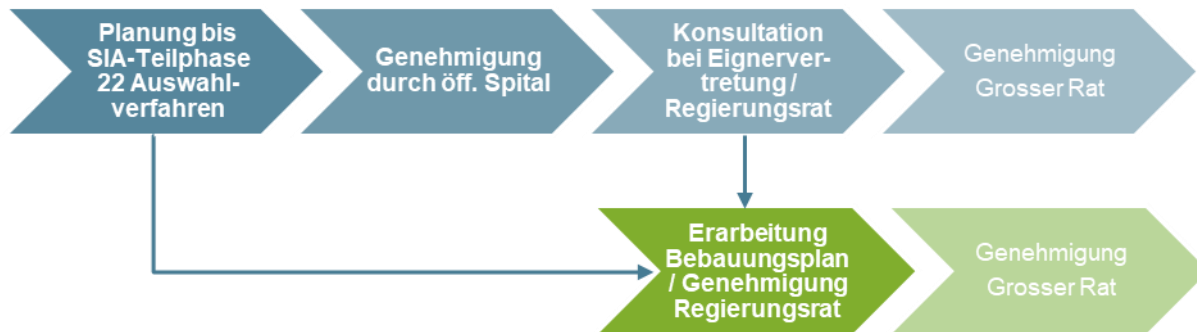 Planung bis
SIA-Teilphase
22 Auswahl-
verfahren
Genehmigung
durch öff. Spital
Konsultation
bei Eignerver-
tretung /
Regierungsrat
Genehmigung
Grosser Rat
Erarbeitung
Bebauungsplan
/ Genehmigung
Regierungsrat
Genehmigung
Grosser Rat